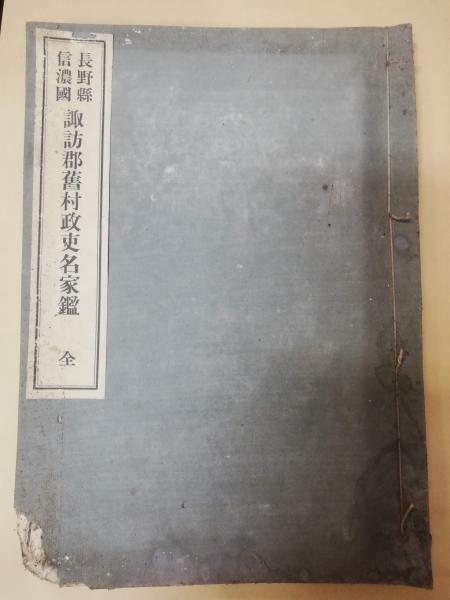 長野縣
信濃國
諏訪郡舊村政吏名家鑑
全